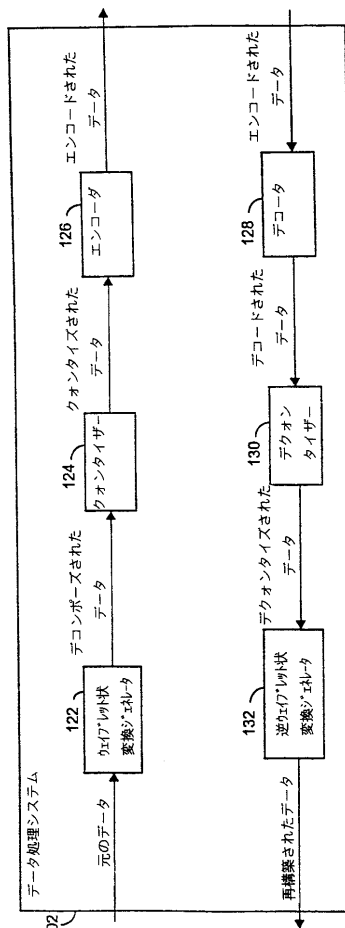 データ処理システム
02
元のデータ
122
ウェイブレット状
変換ジェネレータ
デコンポーズされた
データ
124
クォンタイザー
クォンタイズされた
データ
126
エンコーダ
エンコードされた
データ
エンコードされた
データ
128
デコータ
デコードされた
データ
130
デクォン
タイザー
デクォンタイズされた
データ
132
逆ウェイブレット状
変換ジェネレータ
再構築されたデータ